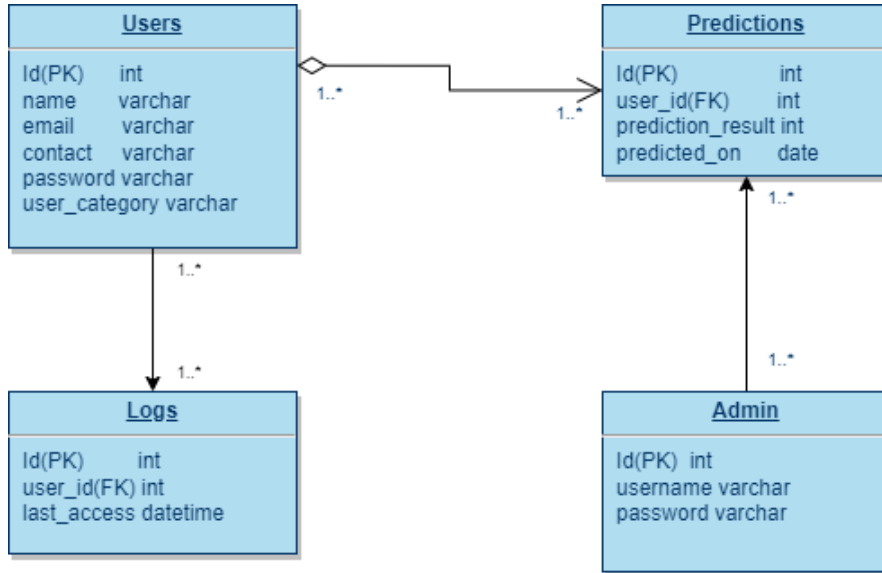 Users
Id(PK) int
name varchar
email varchar
contact varchar
password varchar
user_category varchar
1..*
1..*
Predictions
Id(PK) int
user_id(FK) int
prediction_result int
predicted_on date
1..*
1..*
1..*
1..*
Logs
Id(PK) int
user_id(FK) int
last_access datetime
Admin
Id(PK) int
username varchar
password varchar